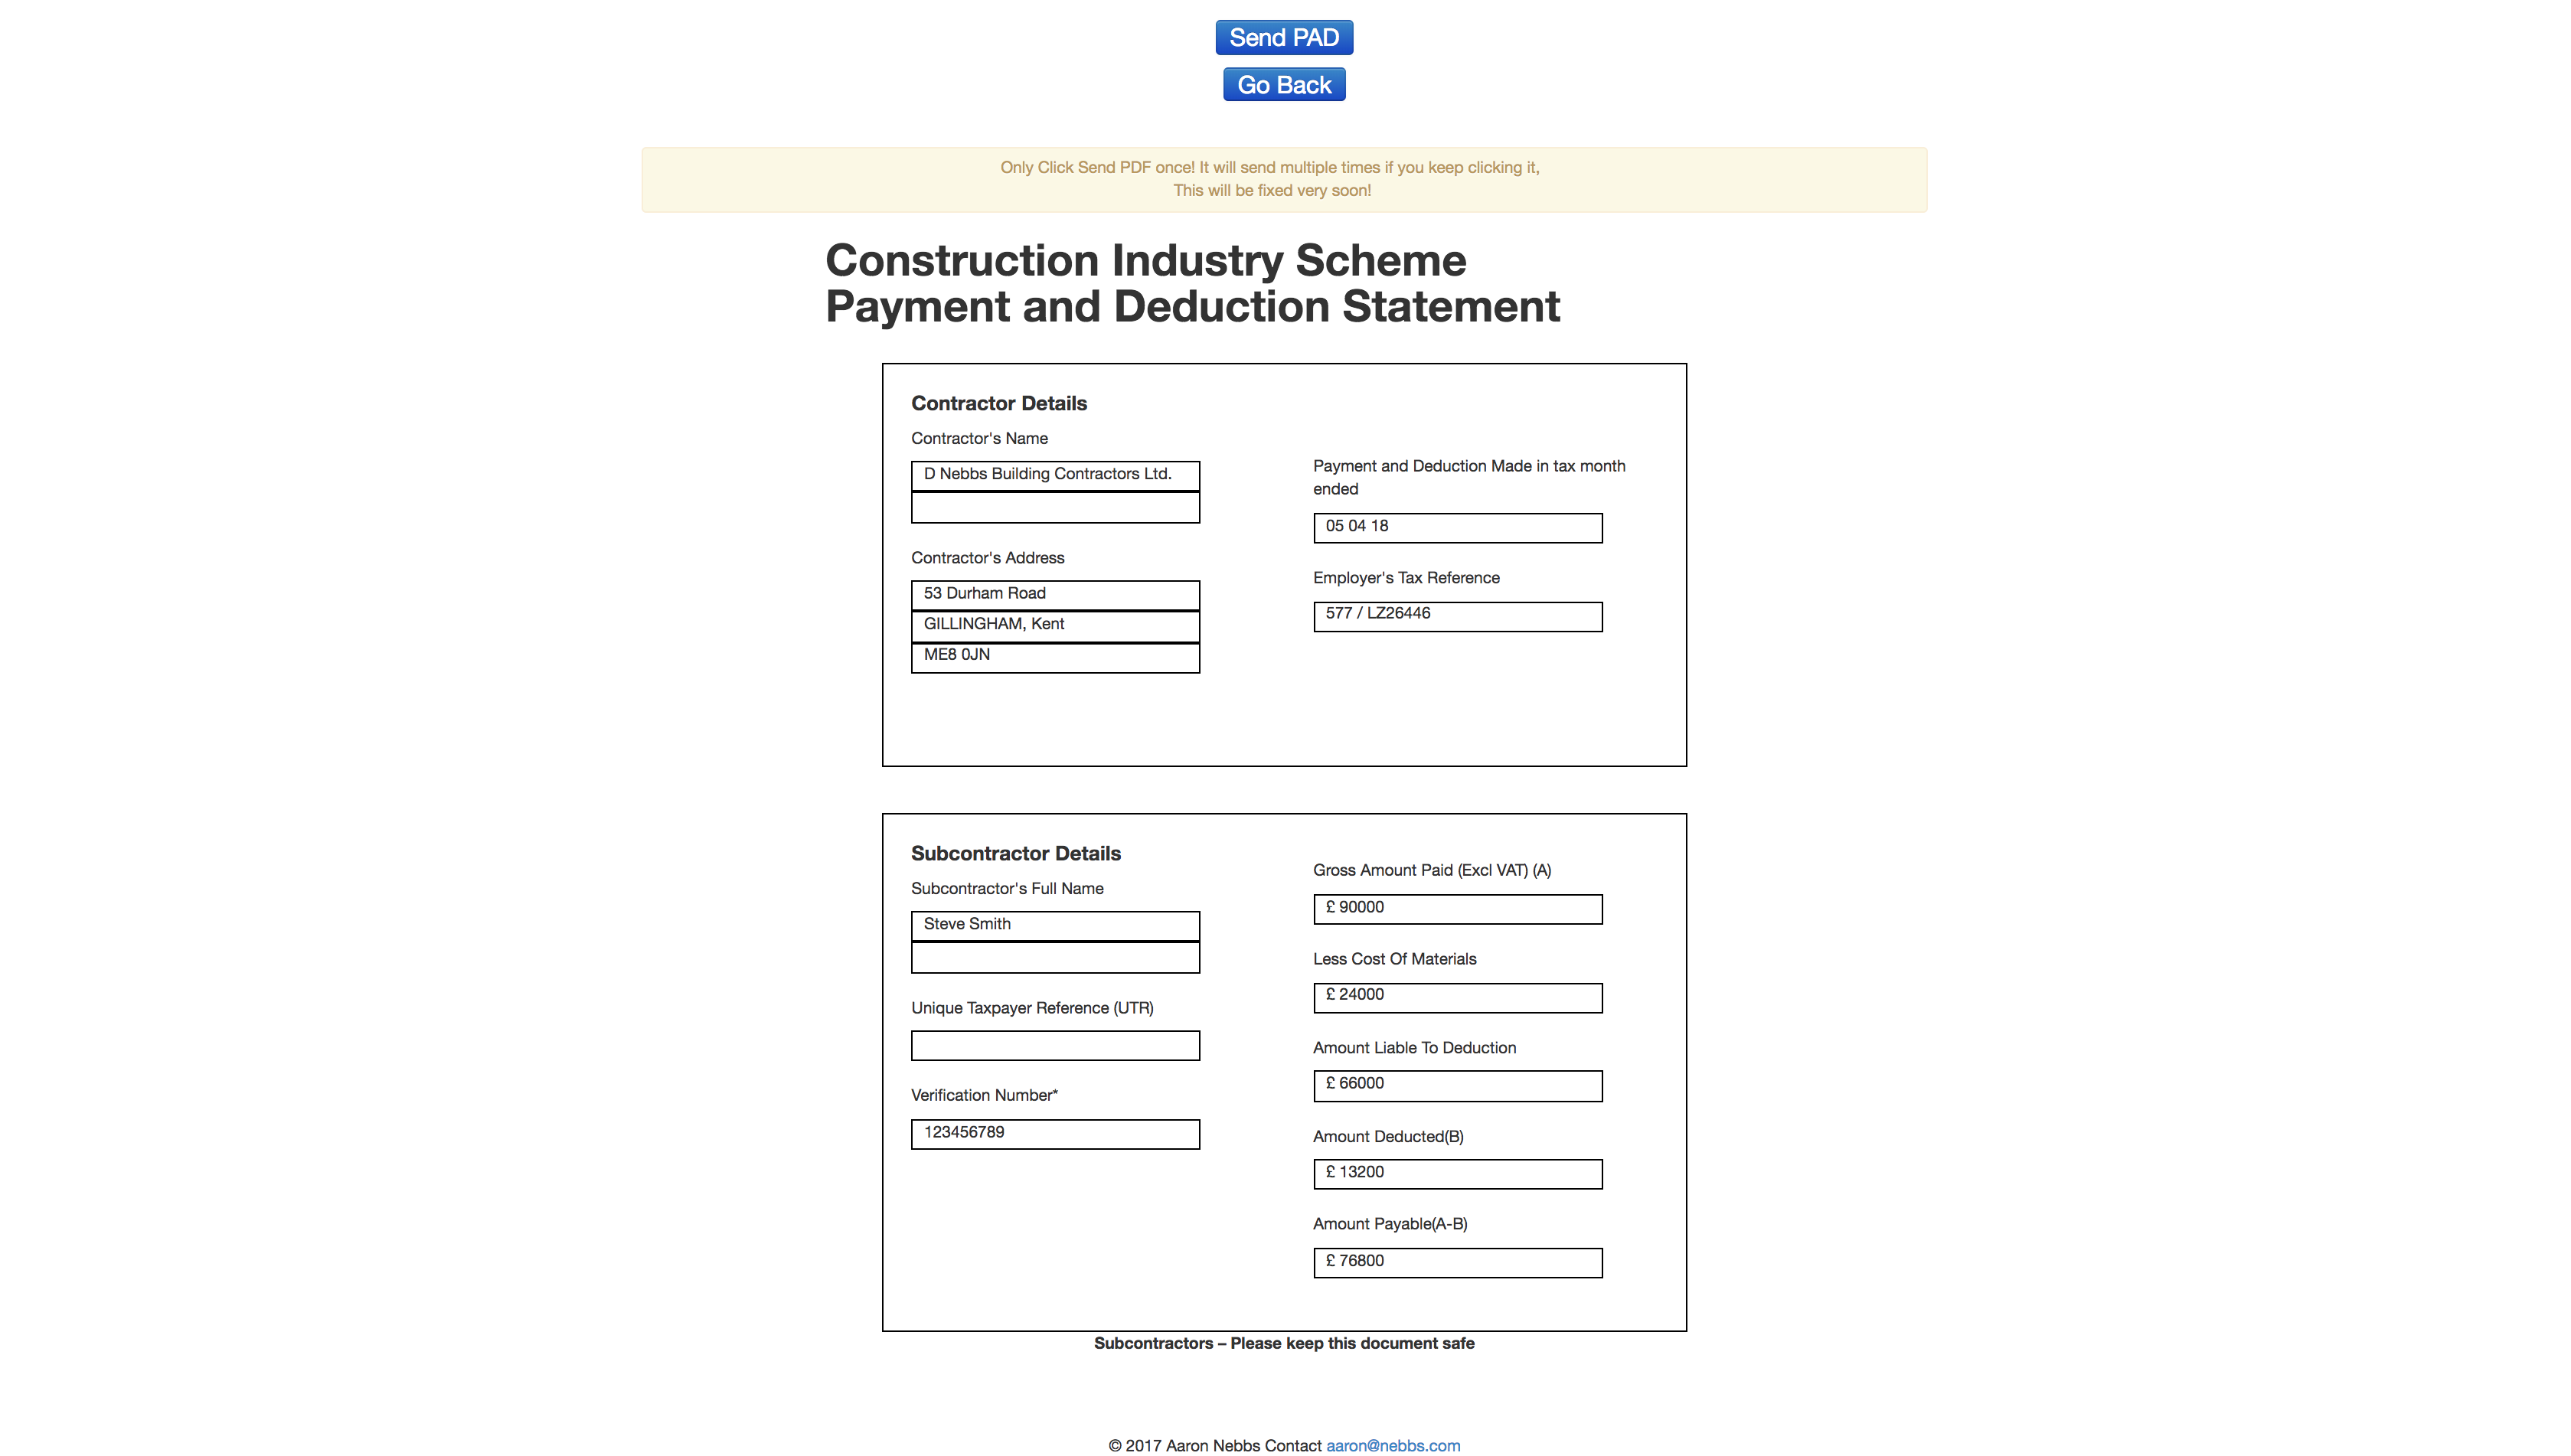 Send PAD
Go Back
Only Click Send PDF once! It will send multiple times if you keep clicking it,
This will be fixed very soon!
Construction Industry Scheme
Payment and Deduction Statement
Contractor Details
Contractor's Name
D Nebbs Building Contractors Ltd.
Contractor's Address
53 Durham Road
GILLINGHAM, Kent
ME8 0JN
Payment and Deduction Made in tax month
ended
05 04 18
Employer's Tax Reference
577 / LZ26446
Subcontractor Details
Subcontractor's Full Name
Steve Smith
Unique Taxpayer Reference (UTR)
Verification Number*
123456789
Gross Amount Paid (Excl VAT) (A)
£ 90000
Less Cost Of Materials
£ 24000
Amount Liable To Deduction
£ 66000
Amount Deducted(B)
£ 13200
Amount Payable(A-B)
£ 76800
Subcontractors – Please keep this document safe
© 2017 Aaron Nebbs Contact aaron@nebbs.com